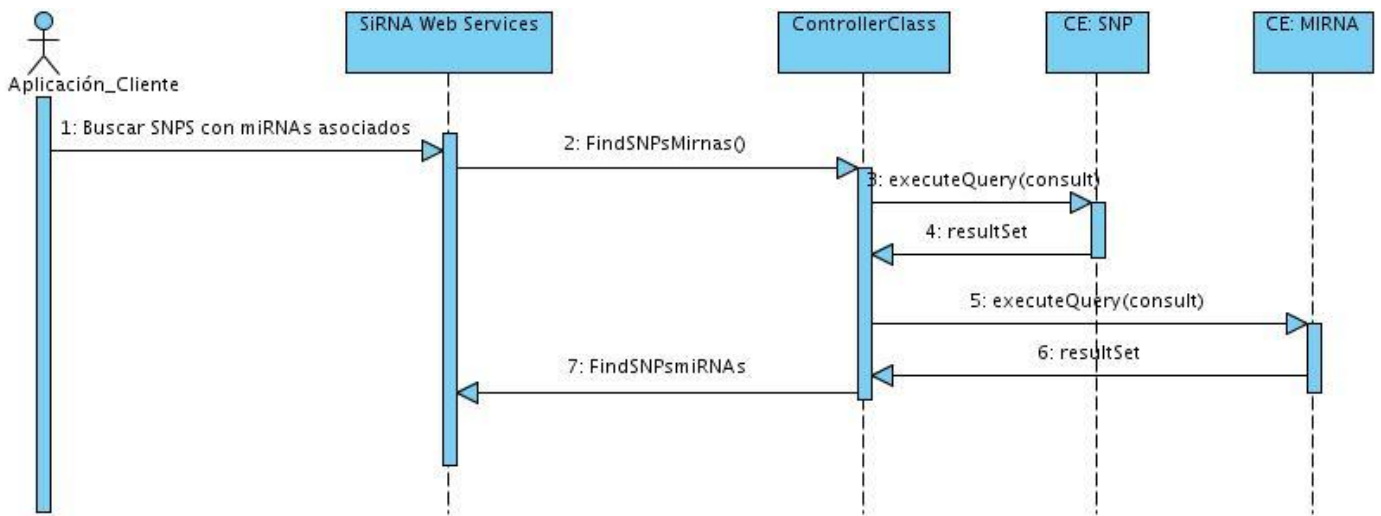 SiRNA Web Services
ControllerClass
CE: SNP
CE: MIRNA
Aplicación_Cliente
1: Buscar SNPS con miRNAs asociados
2: FindSNPsMirnas()
3: executeQuery(consult)
4: resultSet
5: executeQuery(consult)
6: resultSet
7: FindSNPsmiRNAs